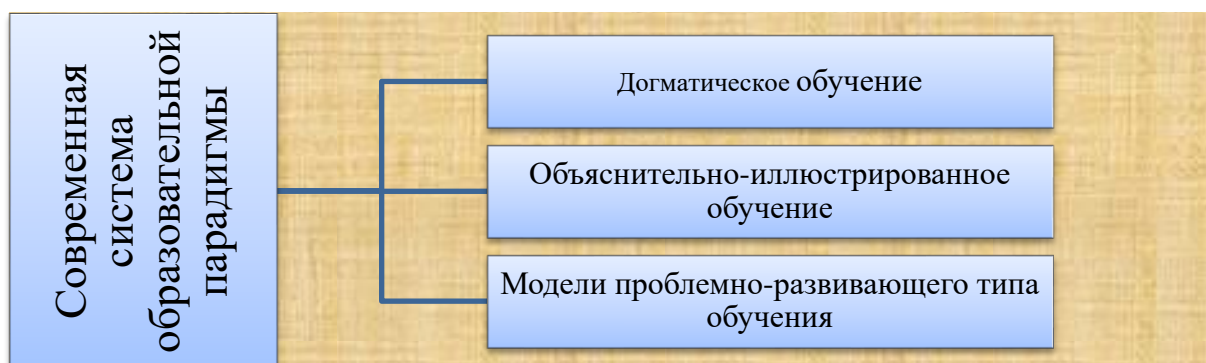 Современная
система
образовательной
парадигмы
Догматическое обучение
Объяснительно-иллюстрированное
обучение
Модели проблемно-развивающего типа
обучения